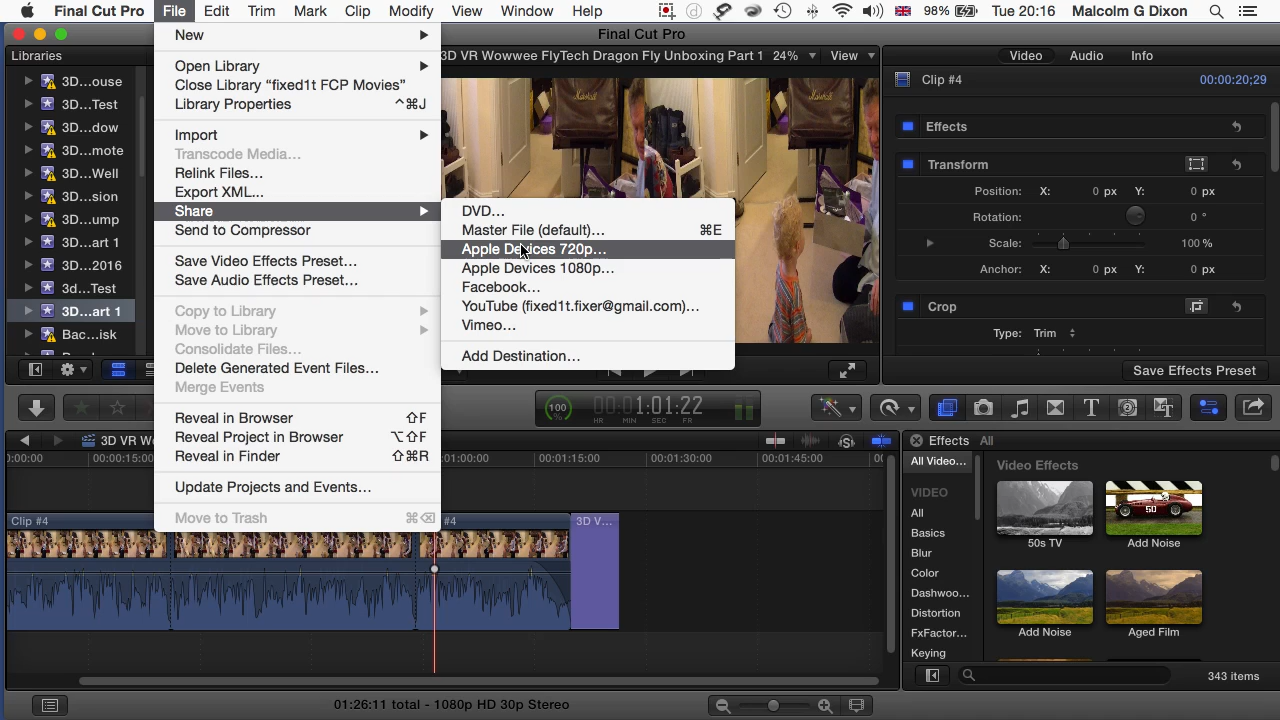 Final Cut Pro File Edit Trim Mark Clip Modify View Window Help 98% Tue 20:16 Malcolm G Dixon
Final Cut Pro
Libraries
3D VR Wowwee FlyTech Dragon Fly Unboxing Part 1 24% View
Video Audio Info
3D...ouse
3D...Test
3D...dow
3D...mote
3D...Well
3D...sion
3D...ump
3D...art 1
3D...2016
3d...Test
3D...art 1
Bac...isk
New
Open Library
Close Library “fixed1t FCP Movies”
Library Properties ^⌘J
Import
Transcode Media...
Relink Files...
Export XML...
Share
Send to Compressor
Save Video Effects Preset...
Save Audio Effects Preset...
Copy to Library
Move to Library
Consolidate Files...
Delete Generated Event Files...
Merge Events
Reveal in Browser ⇧F
Reveal Project in Browser ⌥⇧F
Reveal in Finder ⇧⌘R
Update Projects and Events...
Move to Trash ⌘⌫
DVD...
Master File (default)... ⌘E
Apple Devices 720p...
Apple Devices 1080p...
Facebook...
YouTube (fixed1t.fixer@gmail.com)...
Vimeo...
Add Destination...
Marshall
Marshall
Clip #4 00:00:20;29
Effects
Transform
Position: X: 0 px Y: 0 px
Rotation: 0 °
Scale: 100 %
Anchor: X: 0 px Y: 0 px
Crop
Type: Trim
Save Effects Preset
100 % 00:00:1:01:22
HR MIN SEC FR
3D VR Wo
0:00:00 00:00:15:00 01:00:00 00:01:15:00 00:01:30:00 00:01:45:00 00
Clip #4
#4
3D V...
Effects All
All Video...
VIDEO
All
Basics
Blur
Color
Dashwoo...
Distortion
FxFactor...
Keying
Video Effects
50s TV
Add Noise
Add Noise
Aged Film
343 items
01:26:11 total - 1080p HD 30p Stereo